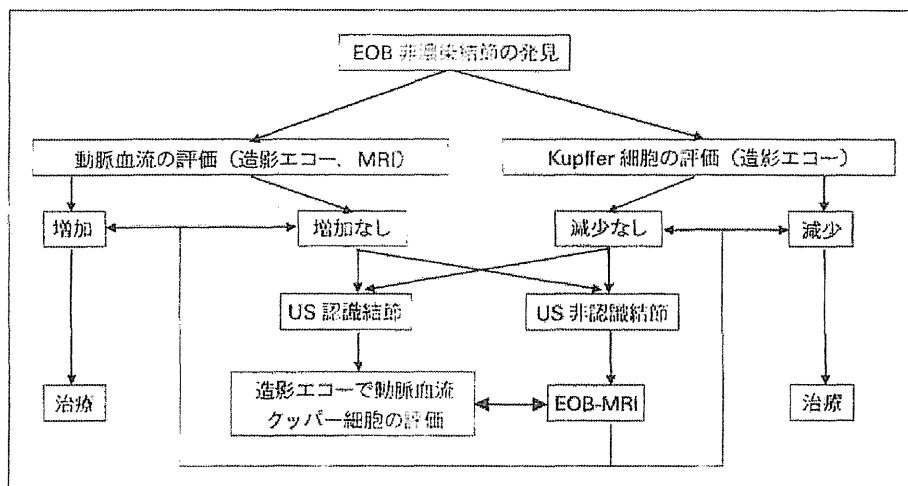 EOB 非濃染結節の発見
動脈血流の評価（造影エコー、MRI）
Kupffer 細胞の評価（造影エコー）
増加
増加なし
減少なし
減少
US 認識結節
US 非認識結節
治療
造影エコーで動脈血流
クッパー細胞の評価
EOB-MRI
治療